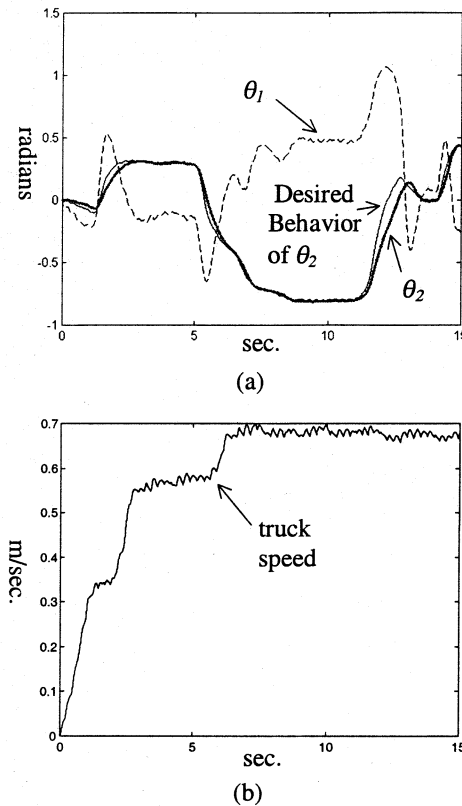 1.5
1
θ1
0.5
radians
0
Desired
Behavior
of θ2
-0.5
θ2
-1
0 5 10 15
sec.
(a)
0.7
0.6
0.5
truck
speed
0.4
m/sec.
0.3
0.2
0.1
0
0 5 10 15
sec.
(b)